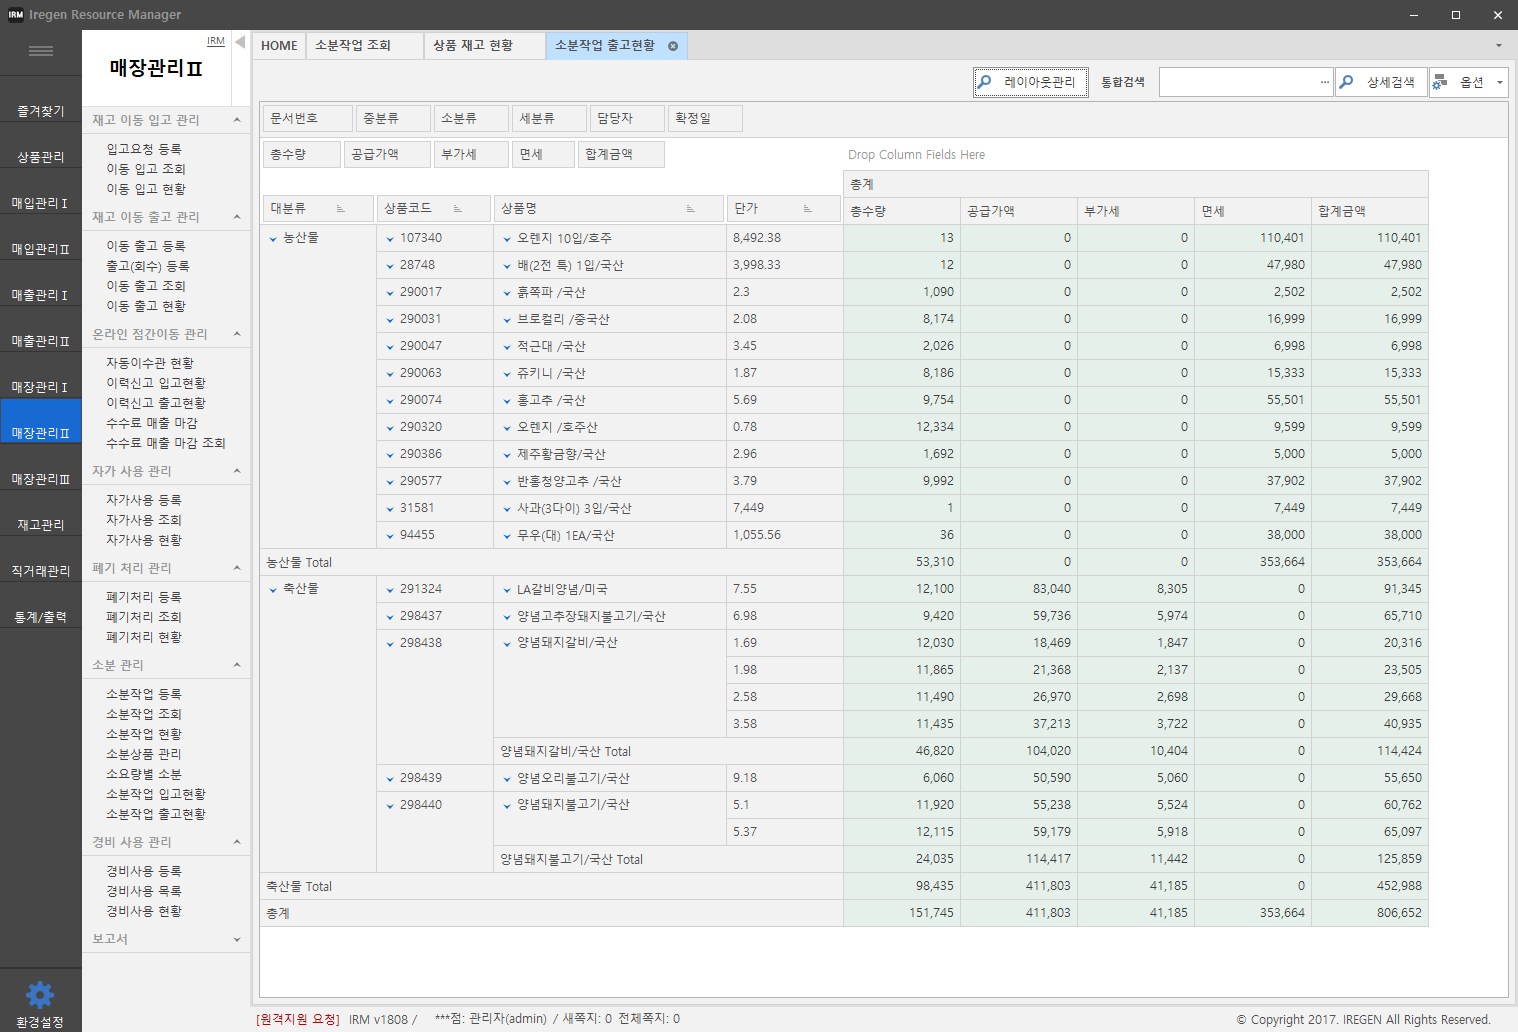 IRM Iregen Resource Manager
즐겨찾기
상품관리
매입관리 I
매입관리 II
매출관리 I
매출관리 II
매장관리 I
매장관리 II
매장관리 III
재고관리
직거래관리
통계/출력
환경설정
IRM
매장관리 II
재고 이동 입고 관리
입고요청 등록
이동 입고 조회
이동 입고 현황
재고 이동 출고 관리
이동 출고 등록
출고(회수) 등록
이동 출고 조회
이동 출고 현황
온라인 점간이동 관리
자동이수관 현황
이력신고 입고현황
이력신고 출고현황
수수료 매출 마감
수수료 매출 마감 조회
자가 사용 관리
자가사용 등록
자가사용 조회
자가사용 현황
폐기 처리 관리
폐기처리 등록
폐기처리 조회
폐기처리 현황
소분 관리
소분작업 등록
소분작업 조회
소분작업 현황
소분상품 관리
소요량별 소분
소분작업 입고현황
소분작업 출고현황
경비 사용 관리
경비사용 등록
경비사용 목록
경비사용 현황
보고서
HOME 소분작업 조회 상품 재고 현황 소분작업 출고현황
레이아웃관리 통합검색 ... 상세검색 옵션
문서번호 중분류 소분류 세분류 담당자 확정일
총수량 공급가액 부가세 면세 합계금액 Drop Column Fields Here
총계
대분류 상품코드 상품명 단가 총수량 공급가액 부가세 면세 합계금액
농산물 107340 오렌지 10입/호주 8,492.38 13 0 0 110,401 110,401
28748 배(2전 특) 1입/국산 3,998.33 12 0 0 47,980 47,980
290017 흙쪽파 /국산 2.3 1,090 0 0 2,502 2,502
290031 브로컬리 /중국산 2.08 8,174 0 0 16,999 16,999
290047 적근대 /국산 3.45 2,026 0 0 6,998 6,998
290063 쥬키니 /국산 1.87 8,186 0 0 15,333 15,333
290074 홍고추 /국산 5.69 9,754 0 0 55,501 55,501
290320 오렌지 /호주산 0.78 12,334 0 0 9,599 9,599
290386 제주황금향/국산 2.96 1,692 0 0 5,000 5,000
290577 반홍청양고추 /국산 3.79 9,992 0 0 37,902 37,902
31581 사과(3다이) 3입/국산 7,449 1 0 0 7,449 7,449
94455 무우(대) 1EA/국산 1,055.56 36 0 0 38,000 38,000
농산물 Total 53,310 0 0 353,664 353,664
축산물 291324 LA갈비양념/미국 7.55 12,100 83,040 8,305 0 91,345
298437 양념고추장돼지불고기/국산 6.98 9,420 59,736 5,974 0 65,710
298438 양념돼지갈비/국산 1.69 12,030 18,469 1,847 0 20,316
1.98 11,865 21,368 2,137 0 23,505
2.58 11,490 26,970 2,698 0 29,668
3.58 11,435 37,213 3,722 0 40,935
양념돼지갈비/국산 Total 46,820 104,020 10,404 0 114,424
298439 양념오리불고기/국산 9.18 6,060 50,590 5,060 0 55,650
298440 양념돼지불고기/국산 5.1 11,920 55,238 5,524 0 60,762
5.37 12,115 59,179 5,918 0 65,097
양념돼지불고기/국산 Total 24,035 114,417 11,442 0 125,859
축산물 Total 98,435 411,803 41,185 0 452,988
총계 151,745 411,803 41,185 353,664 806,652
[원격지원 요청] IRM v1808 / ***점: 관리자(admin) / 새쪽지: 0 전체쪽지: 0 © Copyright 2017. IREGEN All Rights Reserved.